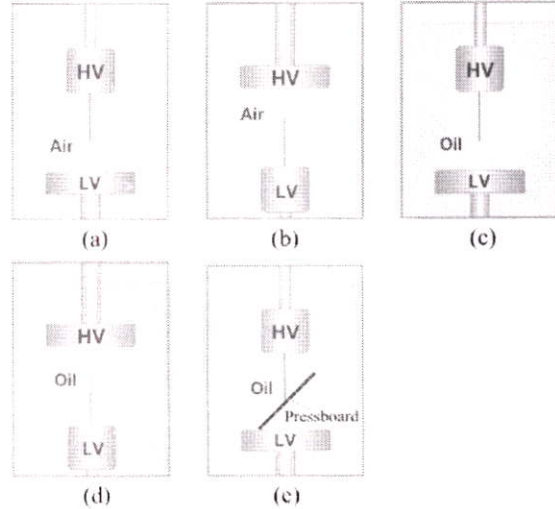 HV
Air
LV
(a)
HV
Air
LV
(b)
HV
Oil
LV
(c)
HV
Oil
LV
(d)
HV
Oil
Pressboard
LV
(e)